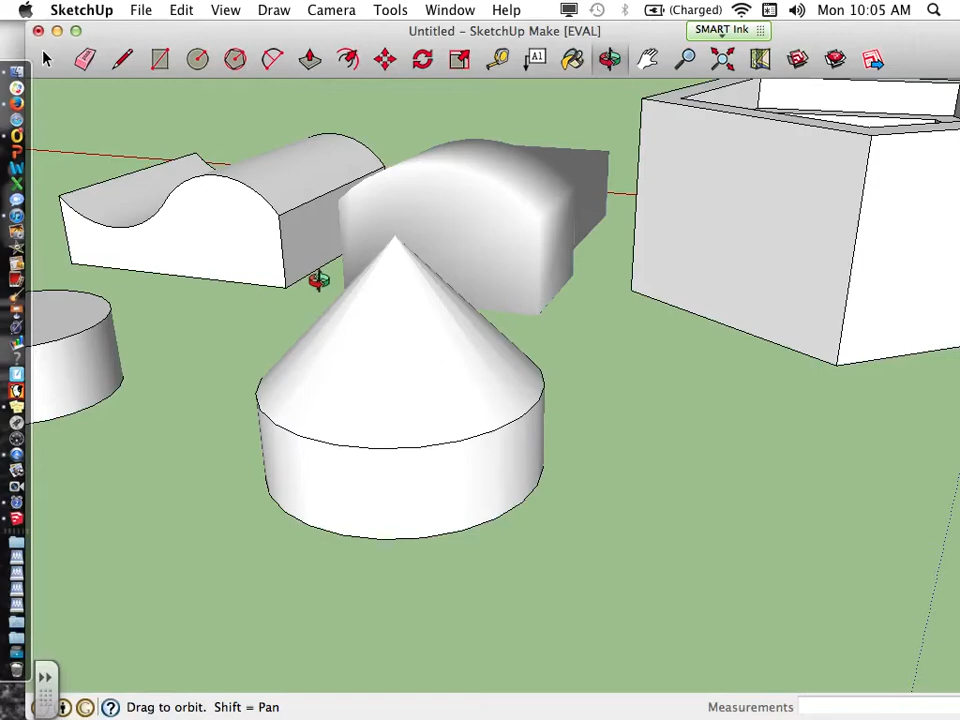 SketchUp File Edit View Draw Camera Tools Window Help (Charged) Mon 10:05 AM
Untitled - SketchUp Make [EVAL]
SMART Ink
A1
Drag to orbit. Shift = Pan
Measurements